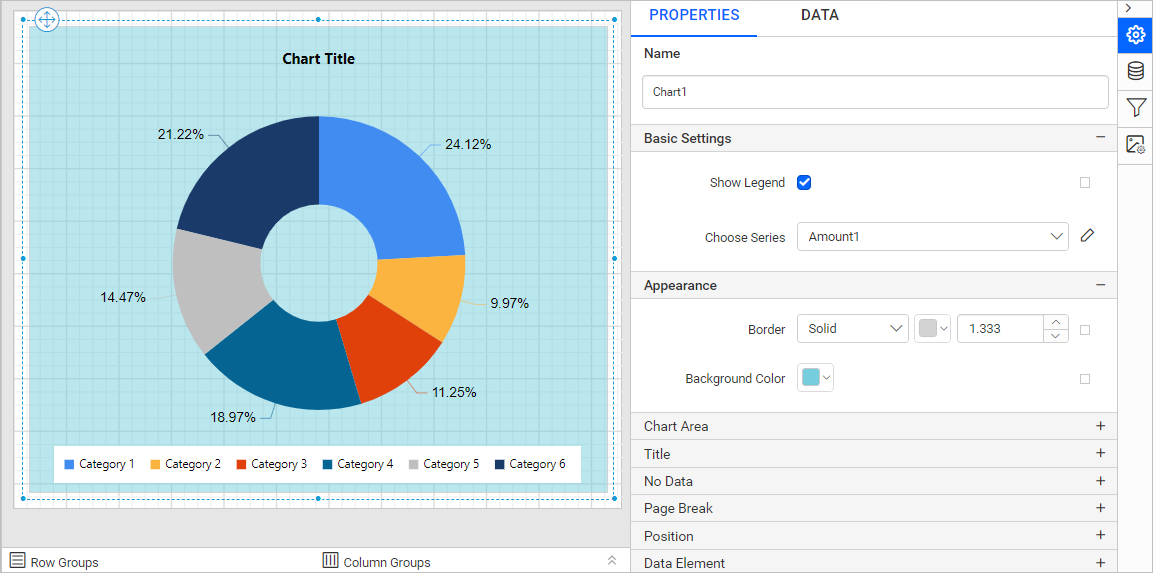 Chart Title
21.22%
24.12%
14.47%
9.97%
11.25%
18.97%
Category 1 Category 2 Category 3 Category 4 Category 5 Category 6
Row Groups Column Groups
PROPERTIES DATA
Name
Chart1
Basic Settings
Show Legend
Choose Series Amount1
Appearance
Border Solid 1.333
Background Color
Chart Area
Title
No Data
Page Break
Position
Data Element